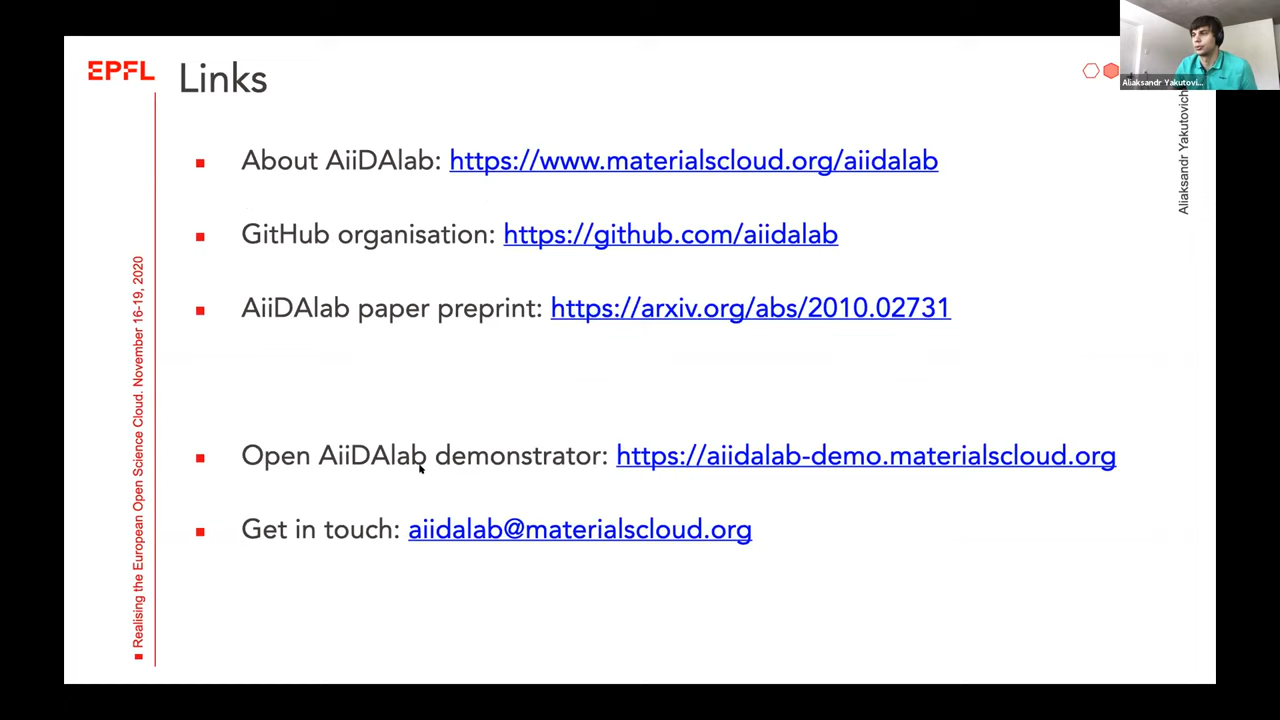 EPFL
Links
About AiiDAlab: https://www.materialscloud.org/aiidalab
GitHub organisation: https://github.com/aiidalab
AiiDAlab paper preprint: https://arxiv.org/abs/2010.02731
Open AiiDAlab demonstrator: https://aiidalab-demo.materialscloud.org
Get in touch: aiidalab@materialscloud.org
Realising the European Open Science Cloud. November 16-19, 2020
Aliaksandr Yakutovich
Aliaksandr Yakutovi...